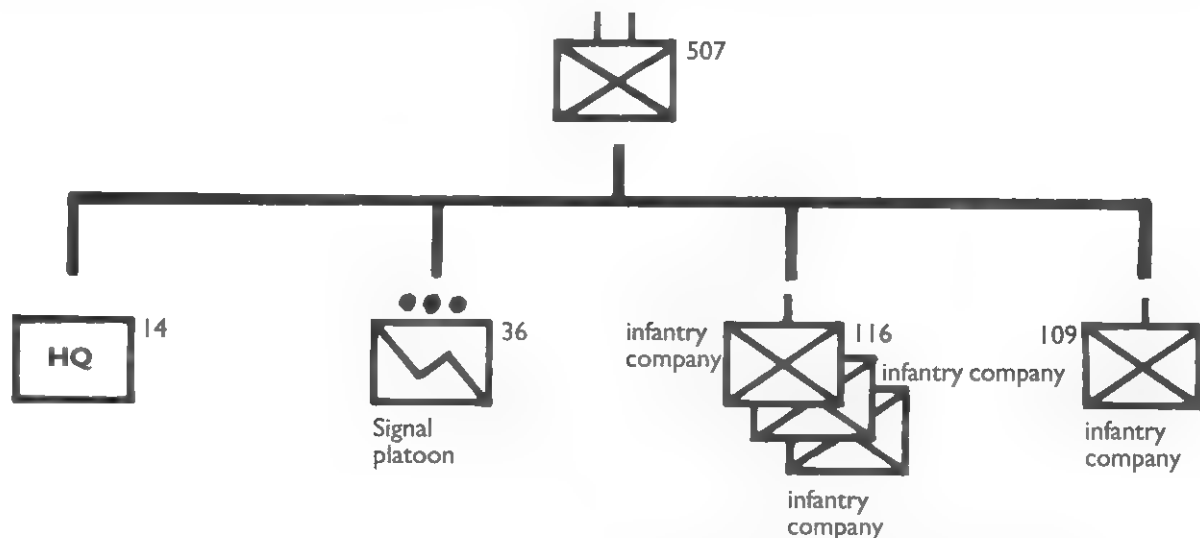 507
HQ
14
36
Signal
platoon
infantry
company
116
infantry company
infantry
company
109
infantry
company